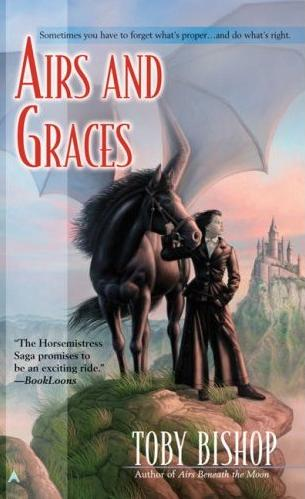 Sometimes you have to forget what's proper...and do what's right.
AIRS AND
GRACES
"The Horsemistress
Saga promises to
be an exciting ride."
—BookLoons
TOBY BISHOP
Author of Airs Beneath the Moon